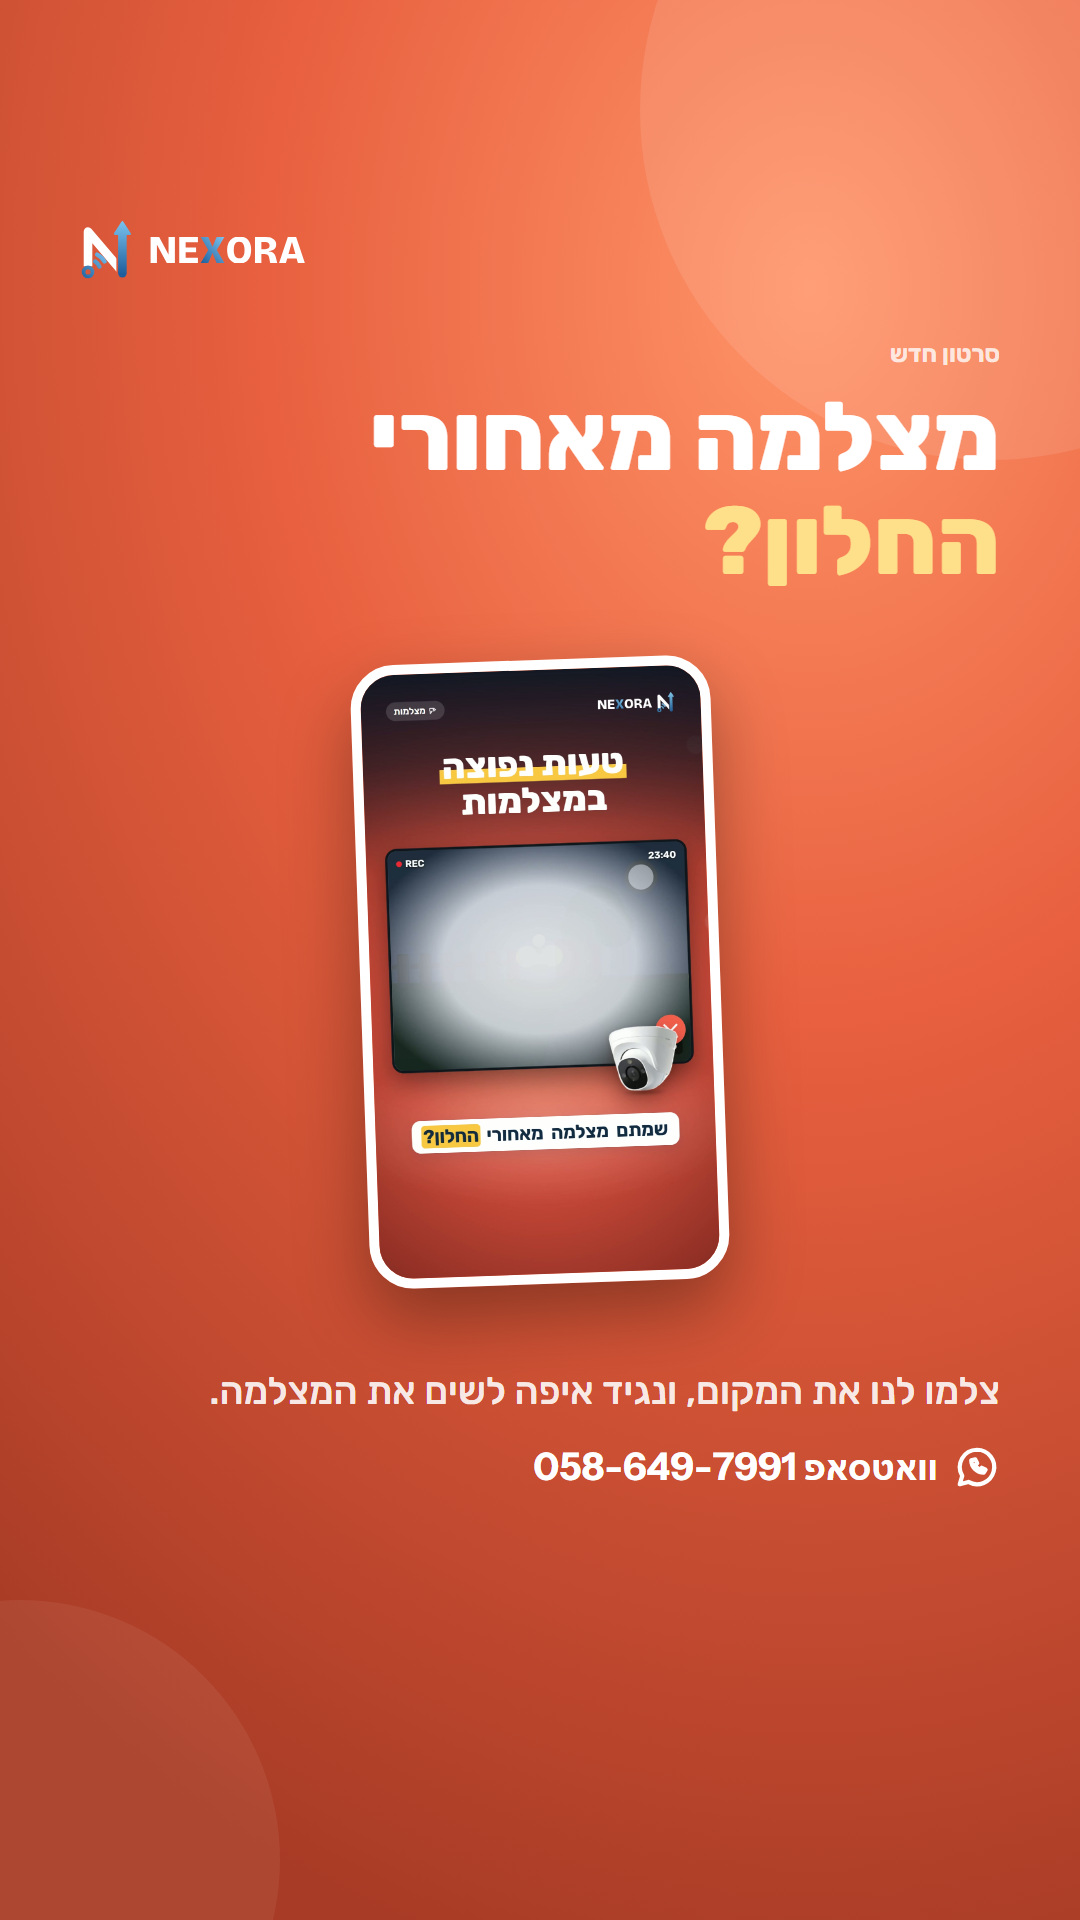 NEXORA
סרטון חדש
מצלמה מאחורי
החלון?
NEXORA
מצלמות
טעות נפוצה
במצלמות
REC
23:40
שמתם מצלמה מאחורי החלון?
צלמו לנו את המקום, ונגיד איפה לשים את המצלמה.
וואטסאפ 058-649-7991